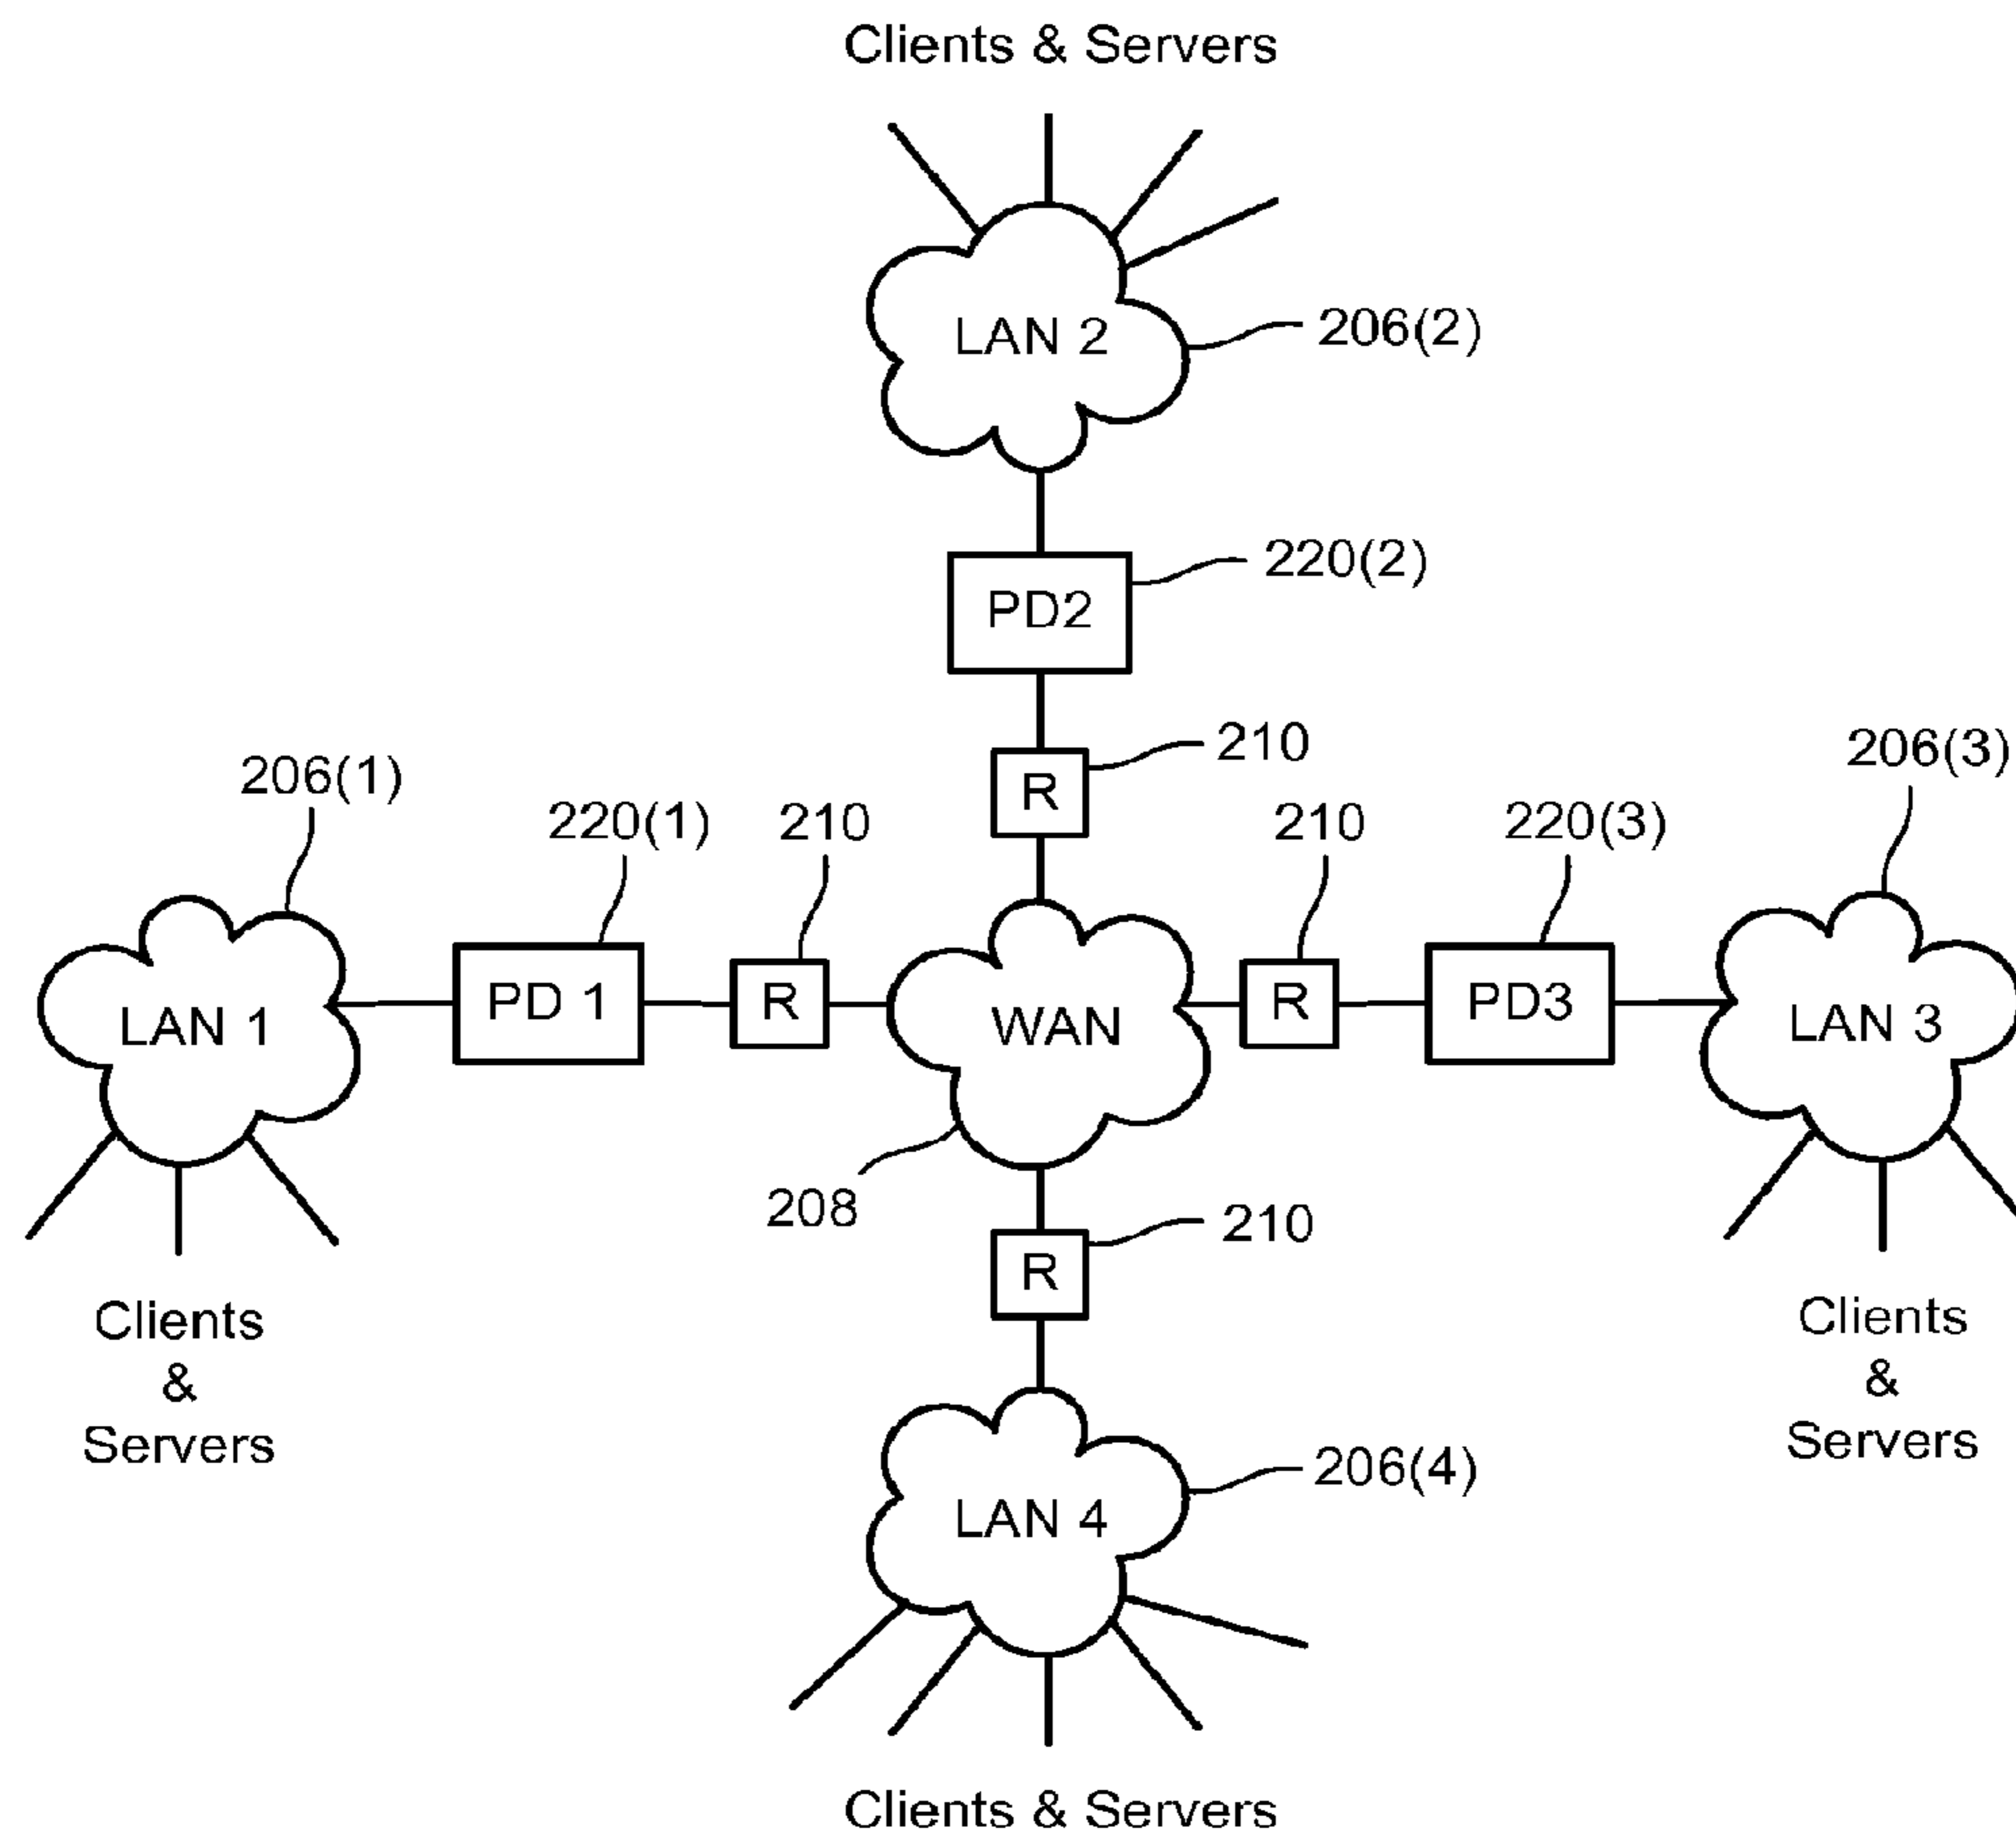 Clients & Servers
LAN 2
206(2)
220(2)
PD2
210
R
206(1)
220(1)
210
210
220(3)
206(3)
LAN 1
PD 1
R
WAN
R
PD3
LAN 3
208
210
R
Clients
&
Servers
Clients
&
Servers
206(4)
LAN 4
Clients & Servers